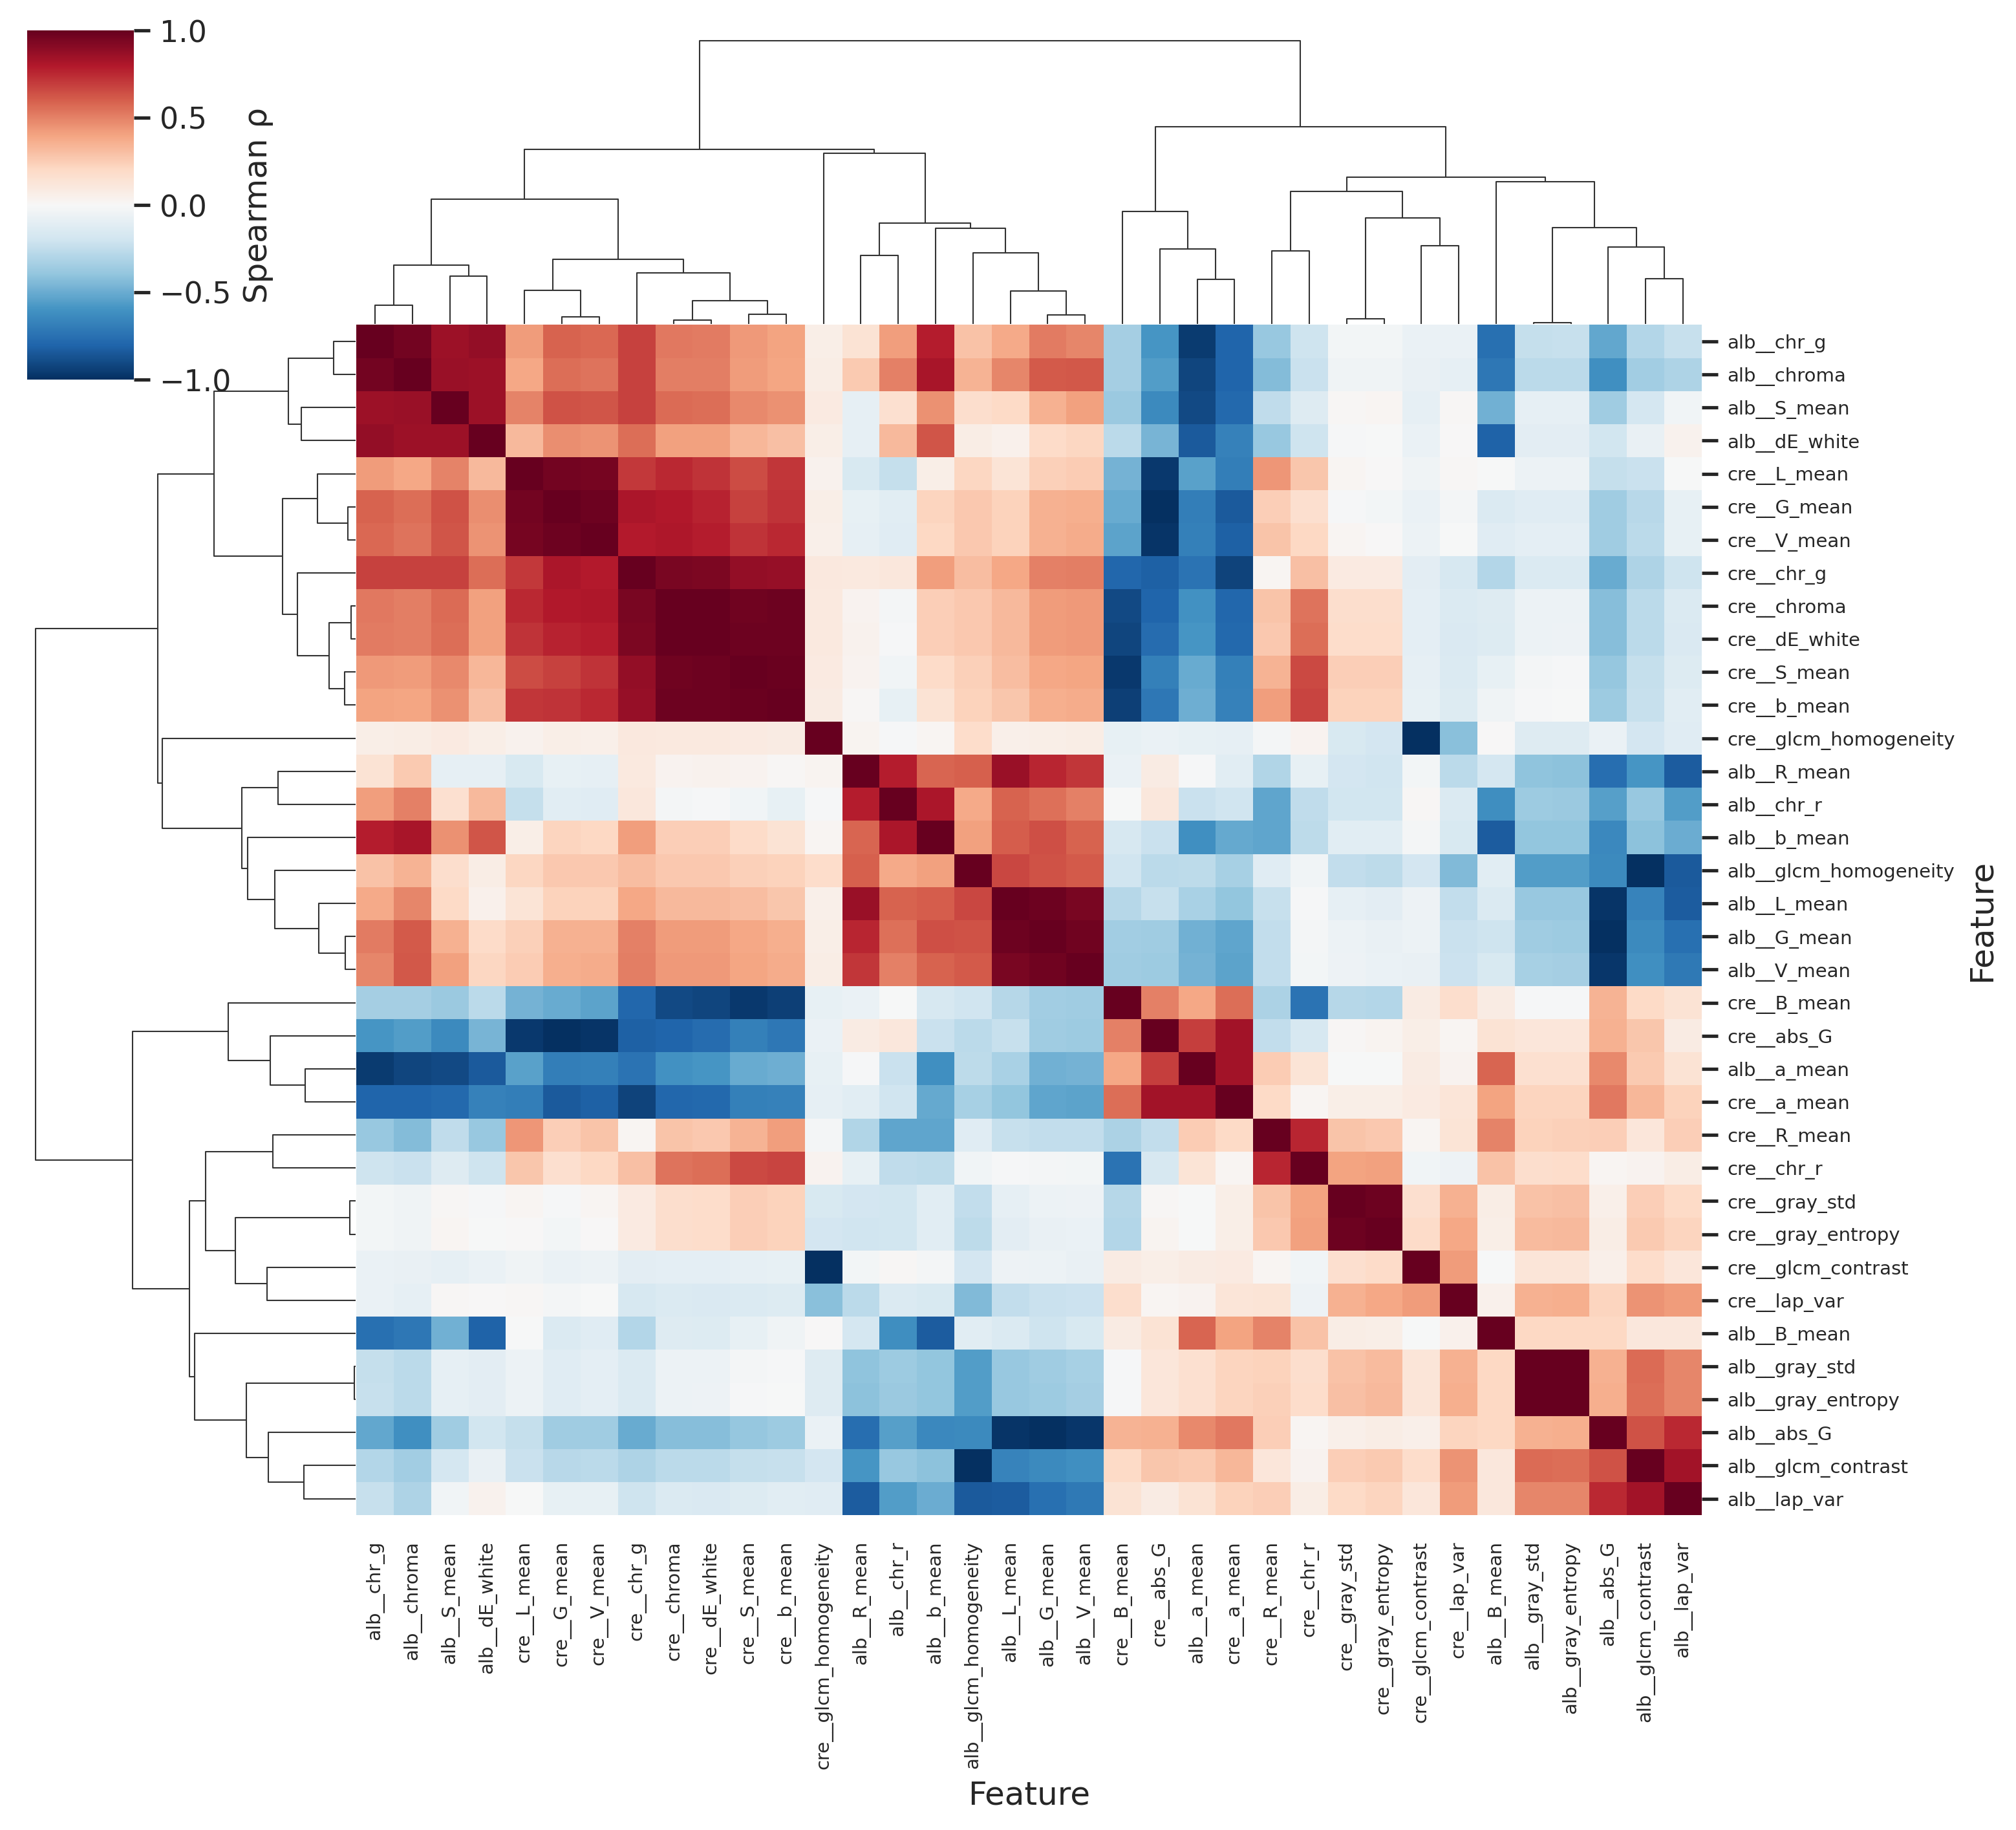 1.0
0.5
0.0
−0.5
−1.0
Spearman ρ
alb__chr_g
alb__chroma
alb__S_mean
alb__dE_white
cre__L_mean
cre__G_mean
cre__V_mean
cre__chr_g
cre__chroma
cre__dE_white
cre__S_mean
cre__b_mean
cre__glcm_homogeneity
alb__R_mean
alb__chr_r
alb__b_mean
alb__glcm_homogeneity
alb__L_mean
alb__G_mean
alb__V_mean
cre__B_mean
cre__abs_G
alb__a_mean
cre__a_mean
cre__R_mean
cre__chr_r
cre__gray_std
cre__gray_entropy
cre__glcm_contrast
cre__lap_var
alb__B_mean
alb__gray_std
alb__gray_entropy
alb__abs_G
alb__glcm_contrast
alb__lap_var
Feature
alb__chr_g
alb__chroma
alb__S_mean
alb__dE_white
cre__L_mean
cre__G_mean
cre__V_mean
cre__chr_g
cre__chroma
cre__dE_white
cre__S_mean
cre__b_mean
cre__glcm_homogeneity
alb__R_mean
alb__chr_r
alb__b_mean
alb__glcm_homogeneity
alb__L_mean
alb__G_mean
alb__V_mean
cre__B_mean
cre__abs_G
alb__a_mean
cre__a_mean
cre__R_mean
cre__chr_r
cre__gray_std
cre__gray_entropy
cre__glcm_contrast
cre__lap_var
alb__B_mean
alb__gray_std
alb__gray_entropy
alb__abs_G
alb__glcm_contrast
alb__lap_var
Feature